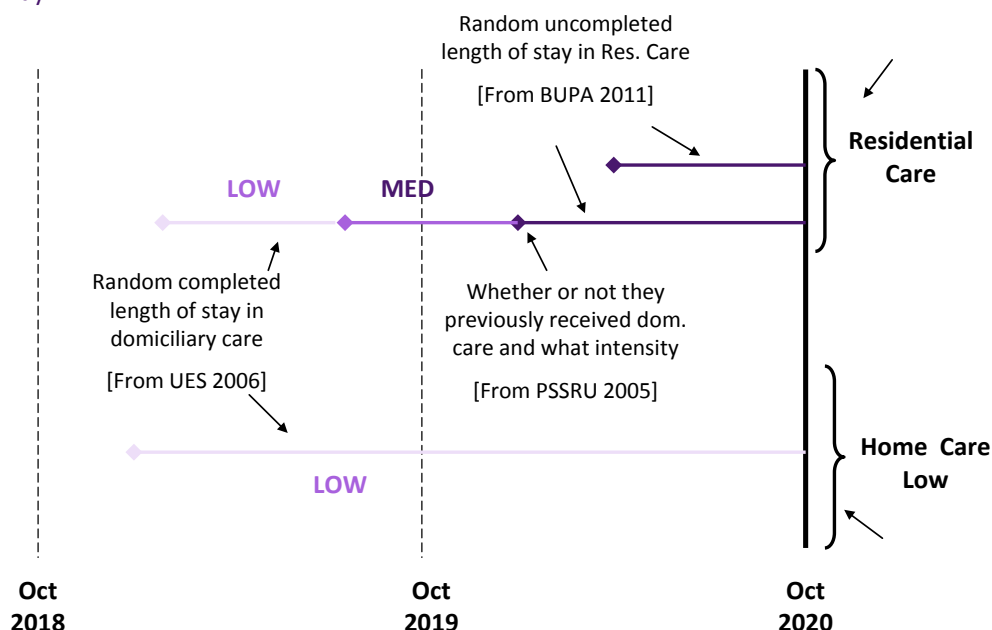 Random uncompleted
length of stay in Res. Care
[From BUPA 2011]
Residential
Care
LOW
MED
Random completed
length of stay in
domiciliary care
[From UES 2006]
Whether or not they
previously received dom.
care and what intensity
[From PSSRU 2005]
Home Care
Low
LOW
Oct
2018
Oct
2019
Oct
2020